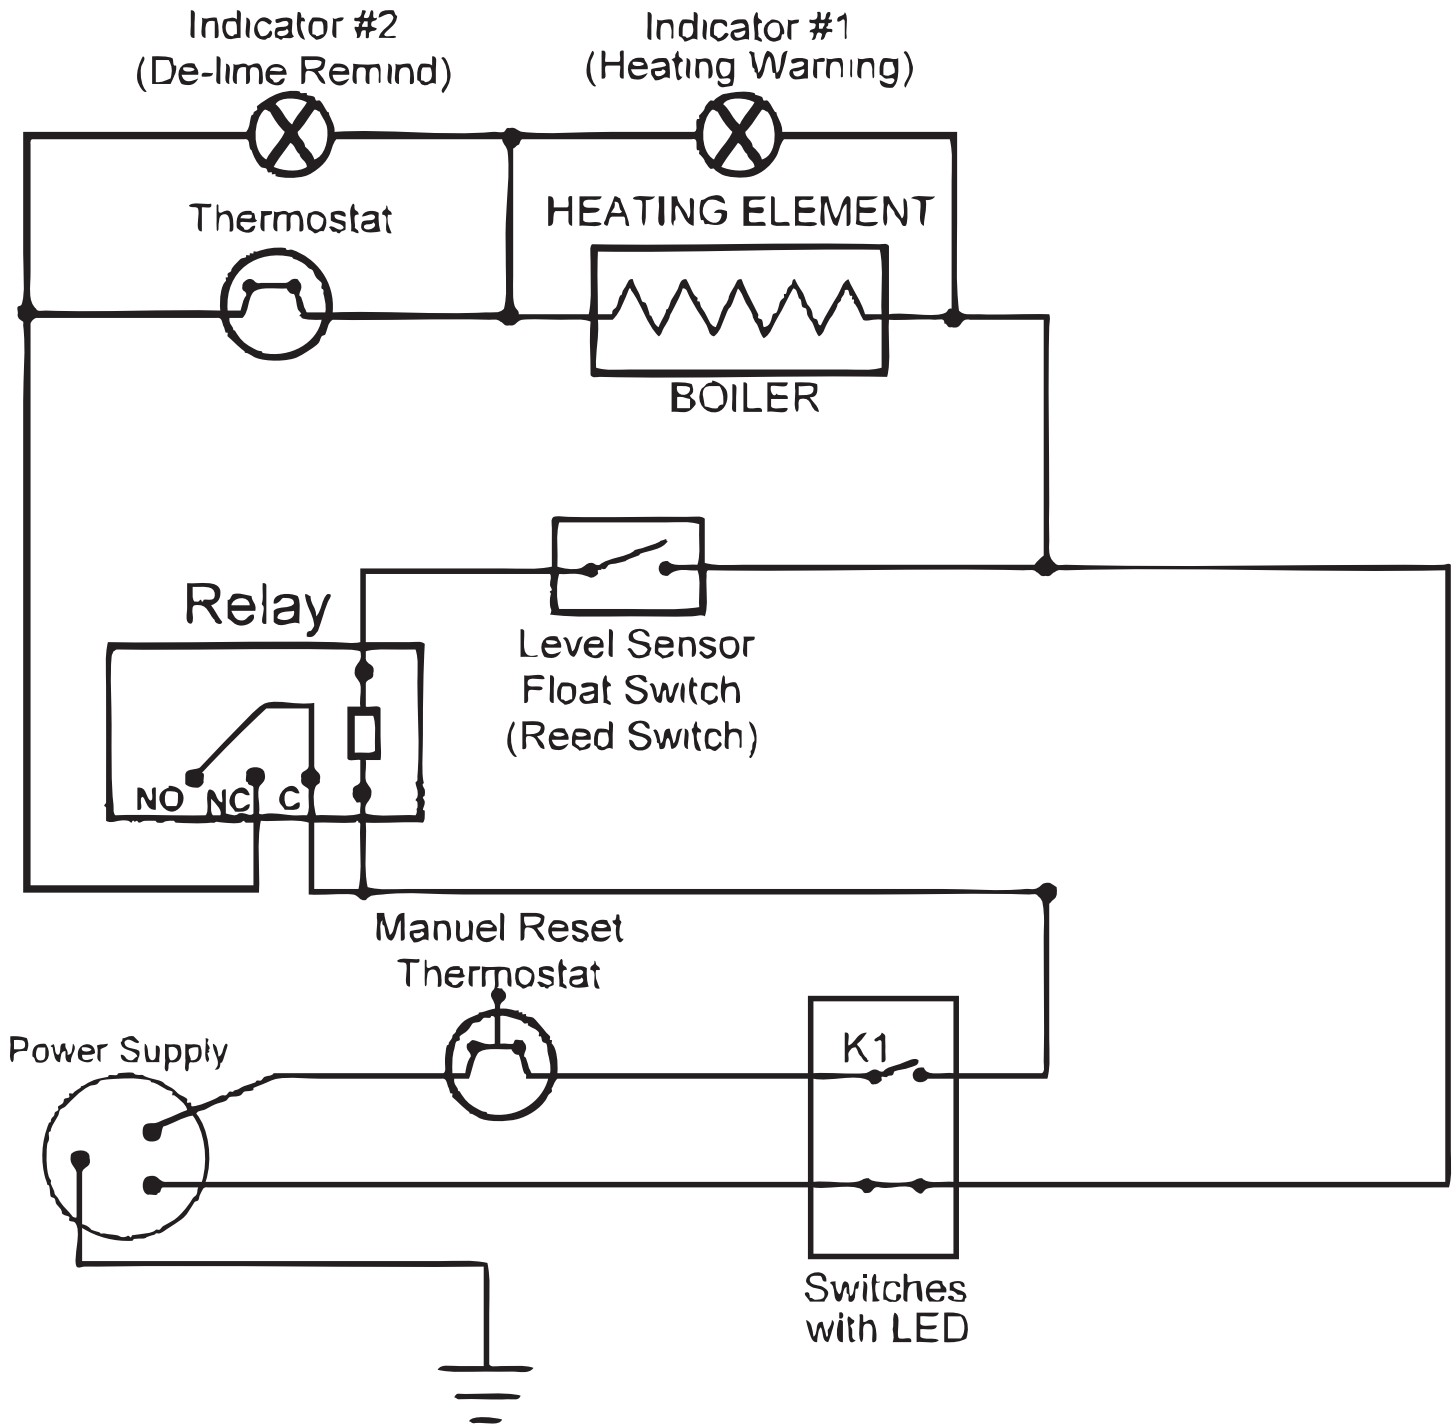 Indicator #2
(De-lime Remind)
Indicator #1
(Heating Warning)
Thermostat
HEATING ELEMENT
BOILER
Relay
Level Sensor
Float Switch
(Reed Switch)
NO NC C
Manuel Reset
Thermostat
Power Supply
K1
Switches
with LED